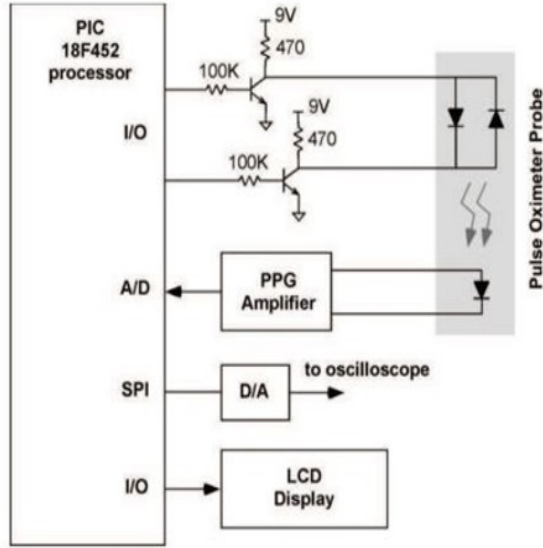 PIC
18F452
processor
9V
470
100K
I/O
9V
470
100K
Pulse Oximeter Probe
A/D
PPG
Amplifier
SPI
D/A
to oscilloscope
I/O
LCD
Display